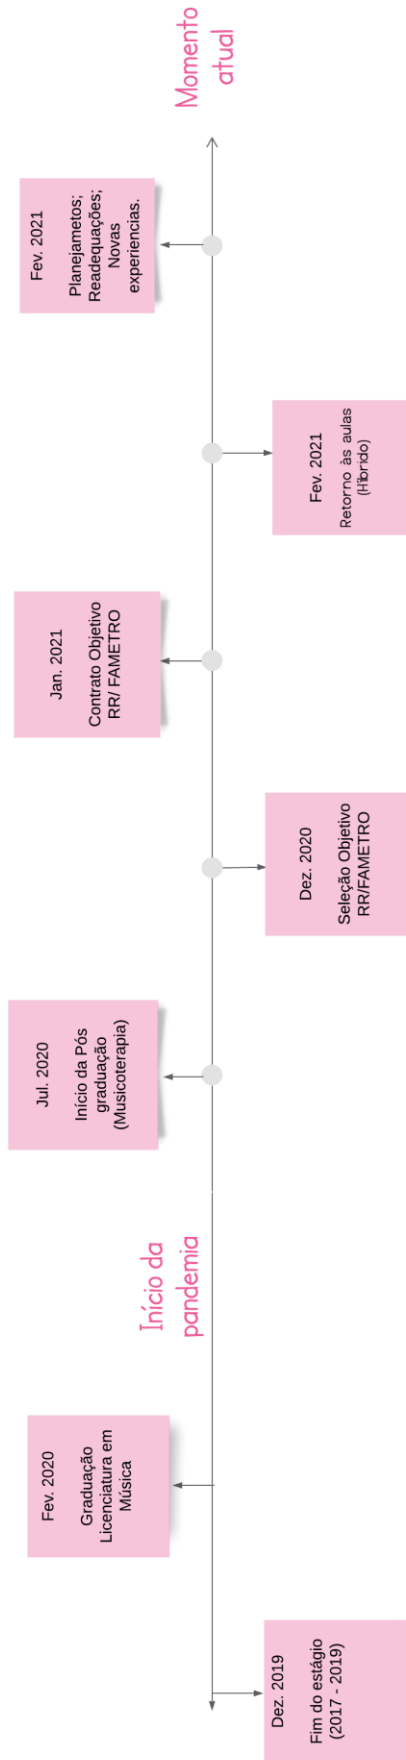 Dez. 2019
Fim do estágio
(2017 - 2019)
Fev. 2020
Graduação
Licenciatura em
Música
Início da
pandemia
Jul. 2020
Inicio da Pós
graduação
(Musicoterapia)
Dez. 2020
Seleção Objetivo
RR/FAMETRO
Jan. 2021
Contrato Objetivo
RR/ FAMETRO
Fev. 2021
Retorno às aulas
(Híbrido)
Fev. 2021
Planejametos;
Readequações;
Novas
experiencias.
Momento
atual